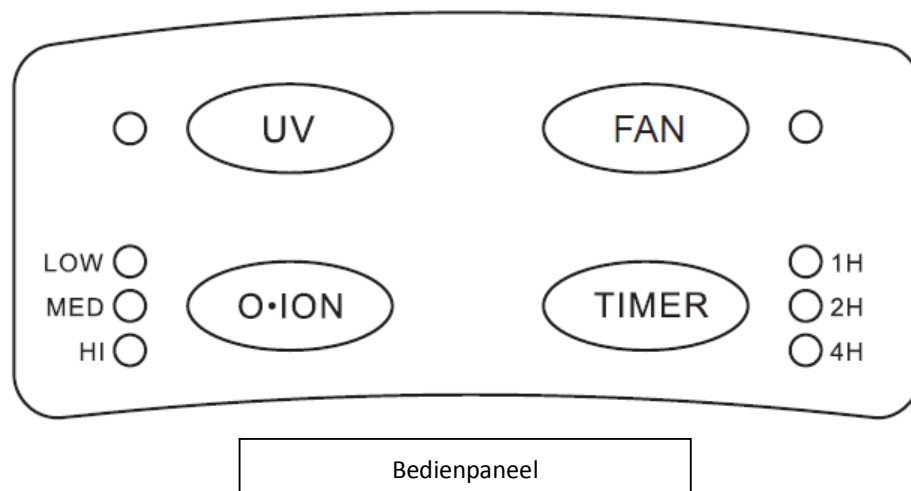 UV
FAN
LOW
MED
HI
O•ION
TIMER
1H
2H
4H
Bedienpaneel